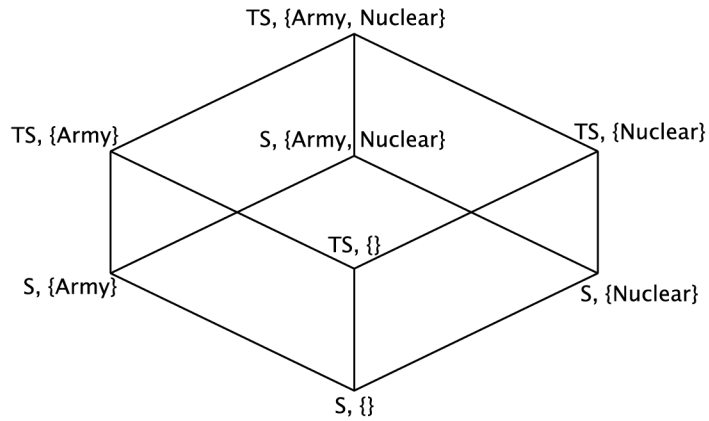 TS, {Army, Nuclear}
TS, {Army}
S, {Army, Nuclear}
TS, {Nuclear}
TS, {}
S, {Army}
S, {Nuclear}
S, {}